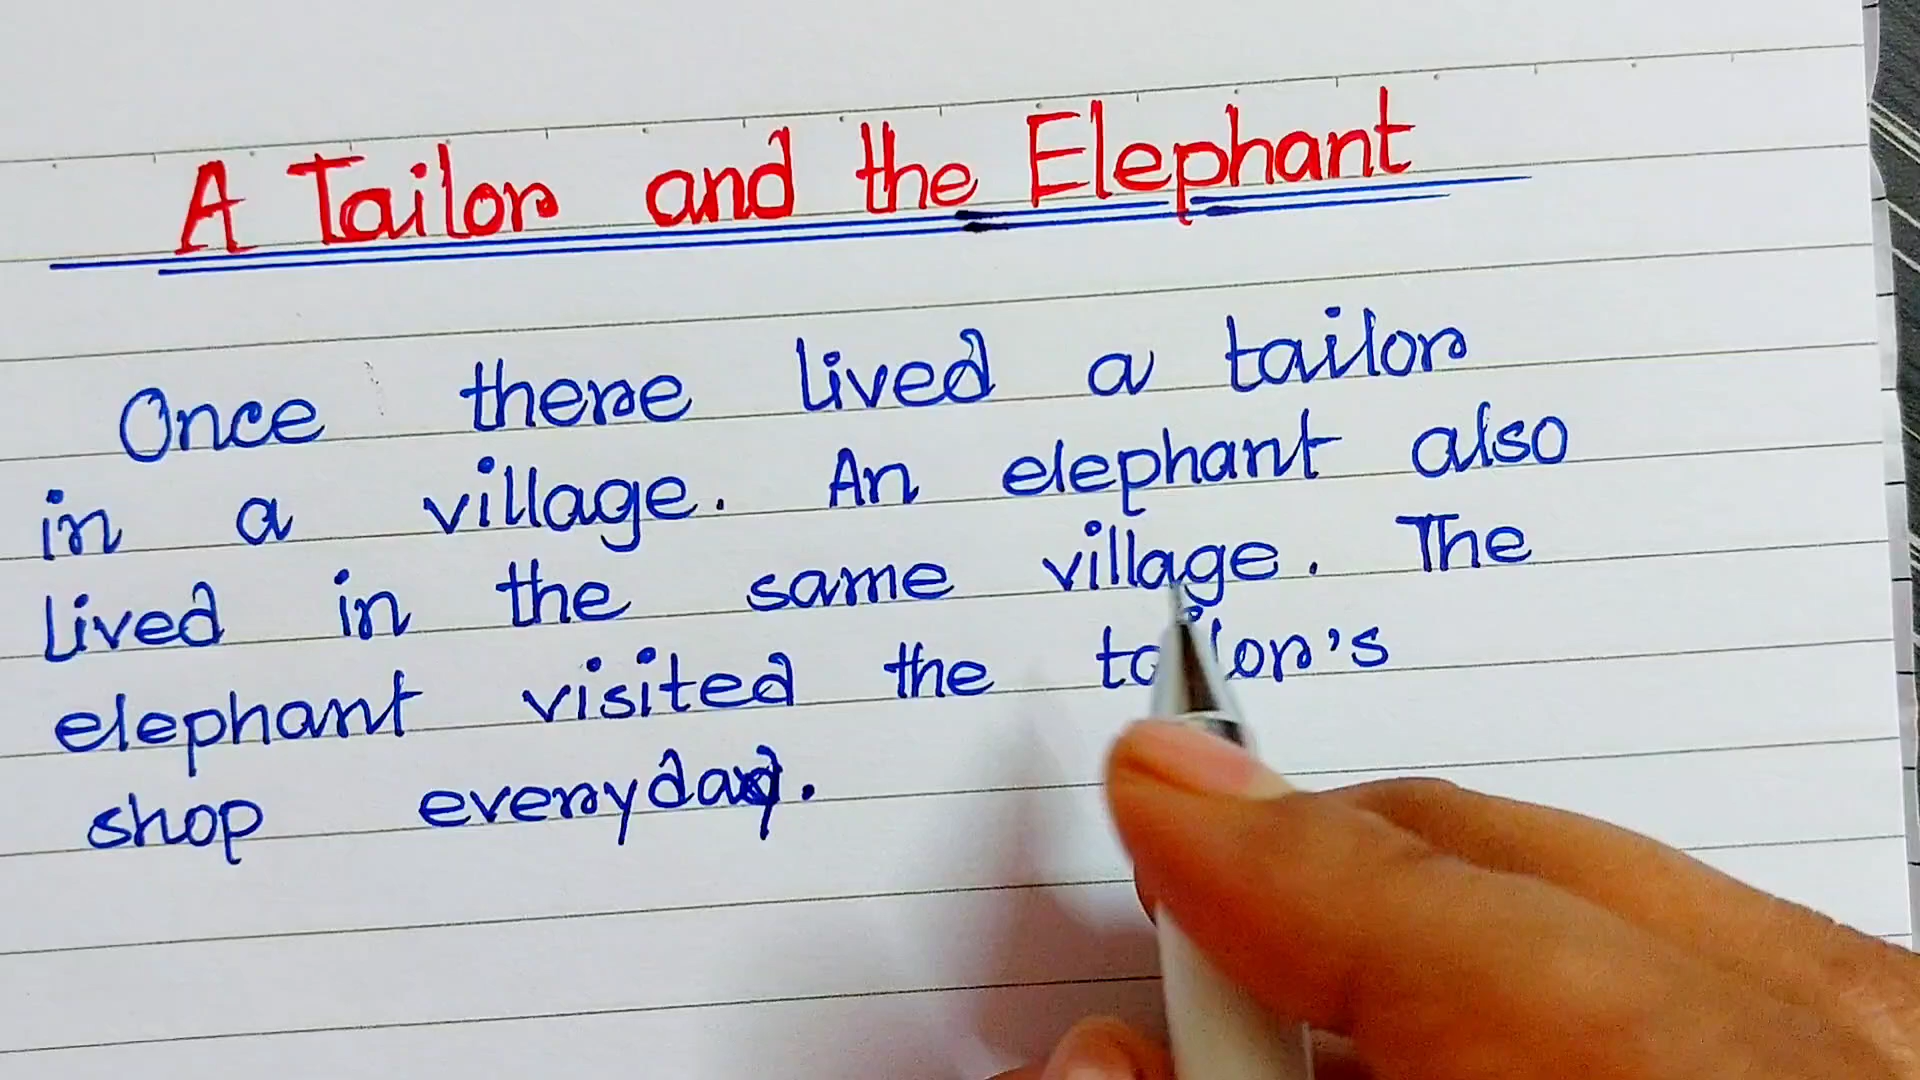 A Tailor and the Elephant
Once there lived a tailor
in a village. An elephant also
lived in the same village. The
elephant visited the tailor's
shop everyday.